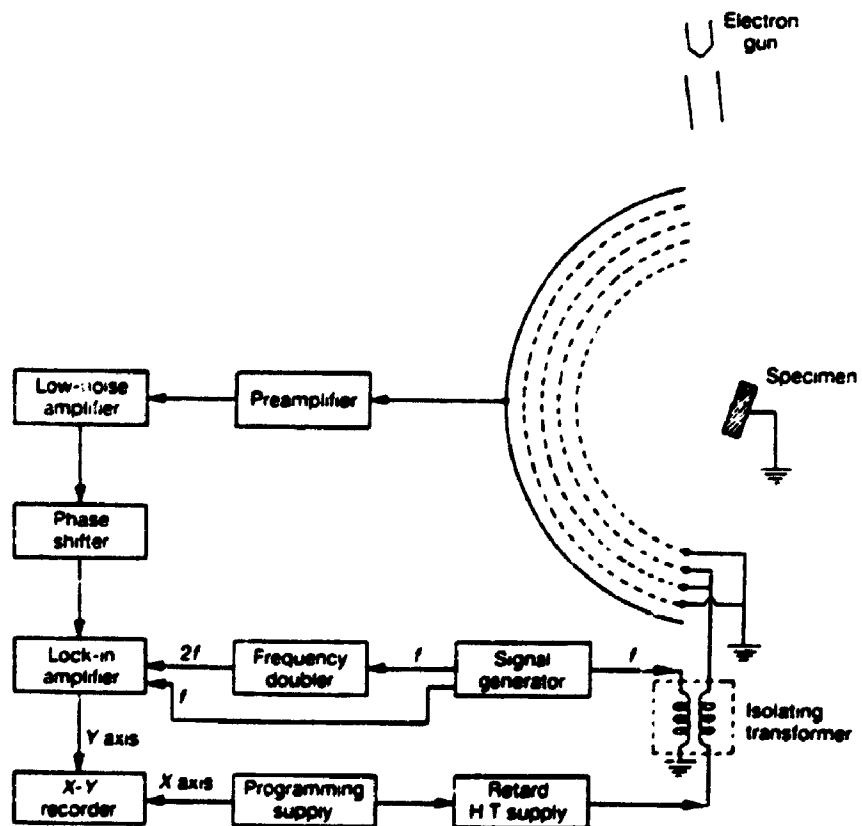 Electron
gun
Specimen
Low-noise
amplifier
Preamplifier
Phase
shifter
Lock-in
amplifier
2f
Frequency
doubler
f
Signal
generator
f
f
Isolating
transformer
Y axis
X-Y
recorder
X axis
Programming
supply
Retard
H T supply